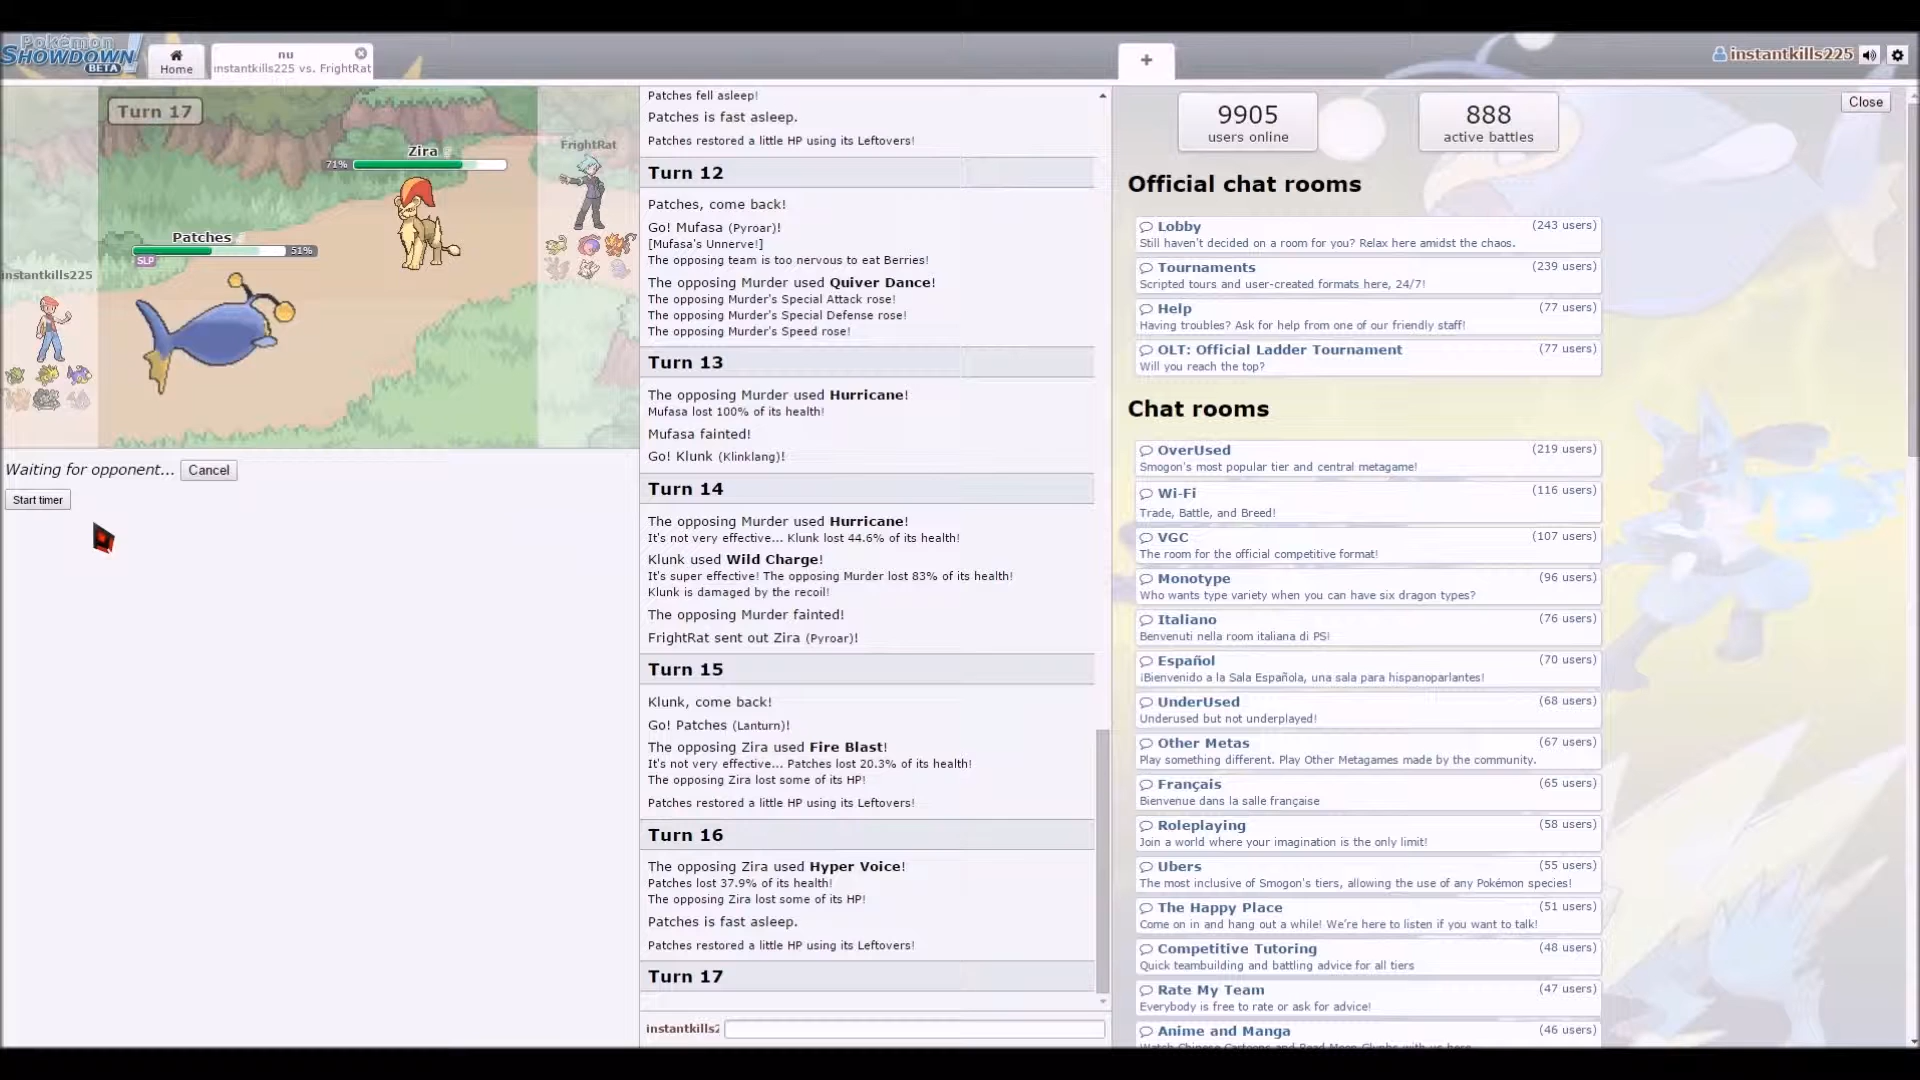 Pokémon
SHOWDOWN!
BETA
Home
nu
instantkills225 vs. FrightRat
+
instantkills225
Turn 17
Zira
71%
FrightRat
Patches
51%
SLP
instantkills225
Waiting for opponent... Cancel
Start timer
Patches fell asleep!
Patches is fast asleep.
Patches restored a little HP using its Leftovers!
Turn 12
Patches, come back!
Go! Mufasa (Pyroar)!
[Mufasa's Unnerve!]
The opposing team is too nervous to eat Berries!
The opposing Murder used Quiver Dance!
The opposing Murder's Special Attack rose!
The opposing Murder's Special Defense rose!
The opposing Murder's Speed rose!
Turn 13
The opposing Murder used Hurricane!
Mufasa lost 100% of its health!
Mufasa fainted!
Go! Klunk (Klinklang)!
Turn 14
The opposing Murder used Hurricane!
It's not very effective... Klunk lost 44.6% of its health!
Klunk used Wild Charge!
It's super effective! The opposing Murder lost 83% of its health!
Klunk is damaged by the recoil!
The opposing Murder fainted!
FrightRat sent out Zira (Pyroar)!
Turn 15
Klunk, come back!
Go! Patches (Lanturn)!
The opposing Zira used Fire Blast!
It's not very effective... Patches lost 20.3% of its health!
The opposing Zira lost some of its HP!
Patches restored a little HP using its Leftovers!
Turn 16
The opposing Zira used Hyper Voice!
Patches lost 37.9% of its health!
The opposing Zira lost some of its HP!
Patches is fast asleep.
Patches restored a little HP using its Leftovers!
Turn 17
instantkills2
Close
9905
users online
888
active battles
Official chat rooms
Lobby (243 users)
Still haven't decided on a room for you? Relax here amidst the chaos.
Tournaments (239 users)
Scripted tours and user-created formats here, 24/7!
Help (77 users)
Having troubles? Ask for help from one of our friendly staff!
OLT: Official Ladder Tournament (77 users)
Will you reach the top?
Chat rooms
OverUsed (219 users)
Smogon's most popular tier and central metagame!
Wi-Fi (116 users)
Trade, Battle, and Breed!
VGC (107 users)
The room for the official competitive format!
Monotype (96 users)
Who wants type variety when you can have six dragon types?
Italiano (76 users)
Benvenuti nella room italiana di PS!
Español (70 users)
¡Bienvenido a la Sala Española, una sala para hispanoparlantes!
UnderUsed (68 users)
Underused but not underplayed!
Other Metas (67 users)
Play something different. Play Other Metagames made by the community.
Français (65 users)
Bienvenue dans la salle française
Roleplaying (58 users)
Join a world where your imagination is the only limit!
Ubers (55 users)
The most inclusive of Smogon's tiers, allowing the use of any Pokémon species!
The Happy Place (51 users)
Come on in and hang out a while! We're here to listen if you want to talk!
Competitive Tutoring (48 users)
Quick teambuilding and battling advice for all tiers
Rate My Team (47 users)
Everybody is free to rate or ask for advice!
Anime and Manga (46 users)